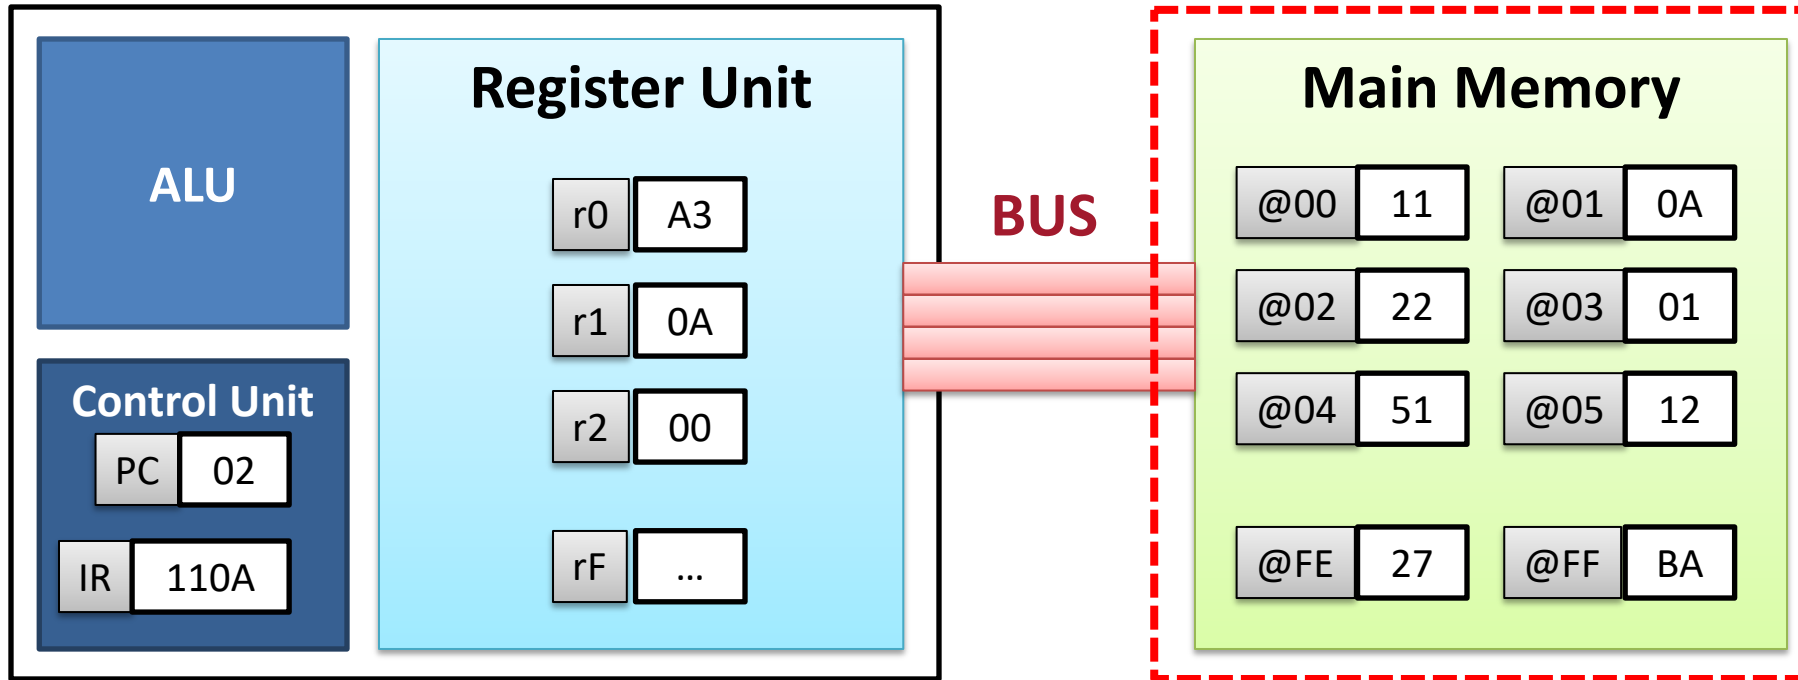 ALU
Control Unit
PC 02
IR 110A
Register Unit
r0 A3
r1 0A
r2 00
rF ...
BUS
Main Memory
@00 11 @01 0A
@02 22 @03 01
@04 51 @05 12
@FE 27 @FF BA